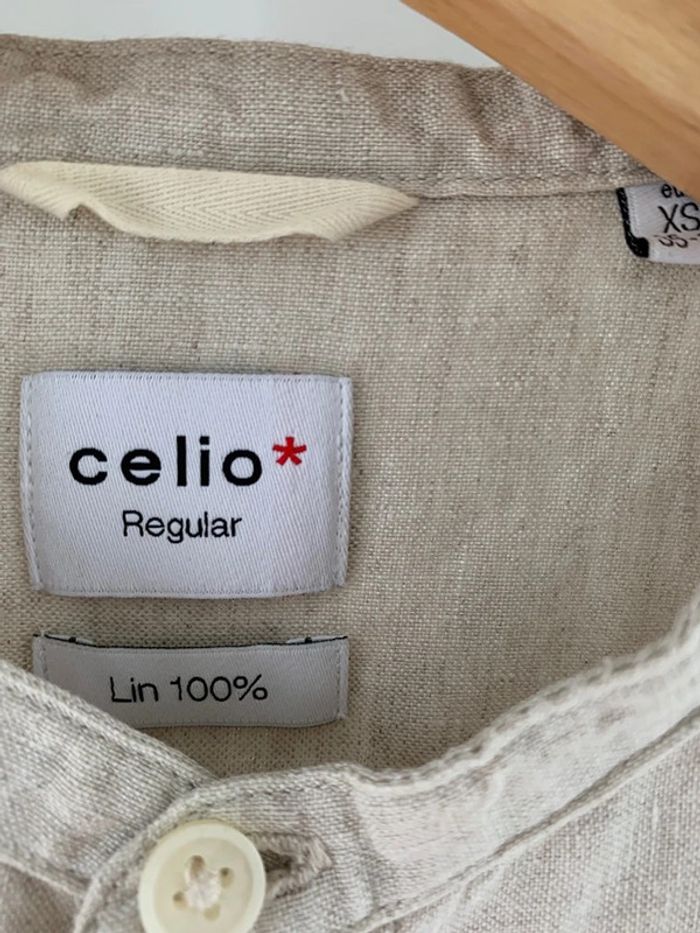 XS
celio*
Regular
Lin 100%